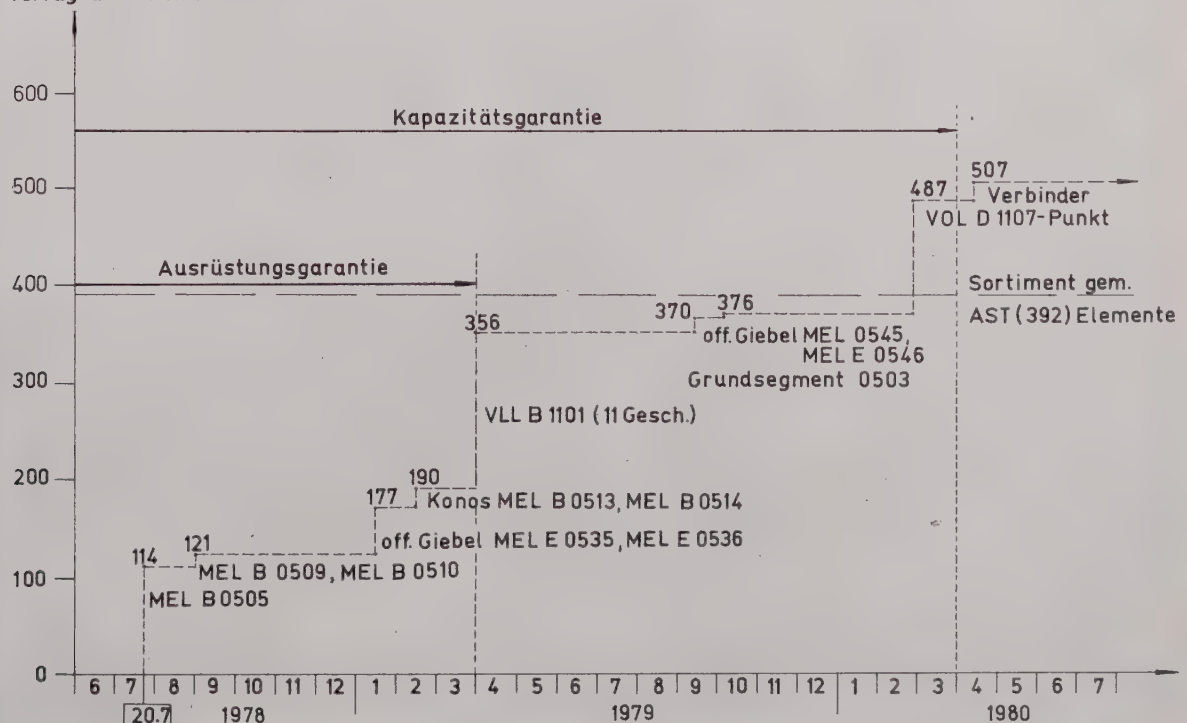 600
Kapazitätsgarantie
500
487
507
Verbinder
VOL D 1107-Punkt
Ausrüstungsgarantie
400
Sortiment gem.
AST (392) Elemente
356
370
376
off. Giebel MEL 0545,
MEL E 0546
Grundsegment 0503
300
VLL B 1101 (11 Gesch.)
200
177
190
Konos MEL B 0513, MEL B 0514
off. Giebel MEL E 0535, MEL E 0536
114
121
MEL B 0509, MEL B 0510
100
MEL B 0505
0
6 7 8 9 10 11 12 1 2 3 4 5 6 7 8 9 10 11 12 1 2 3 4 5 6 7
20.7 1978 1979 1980